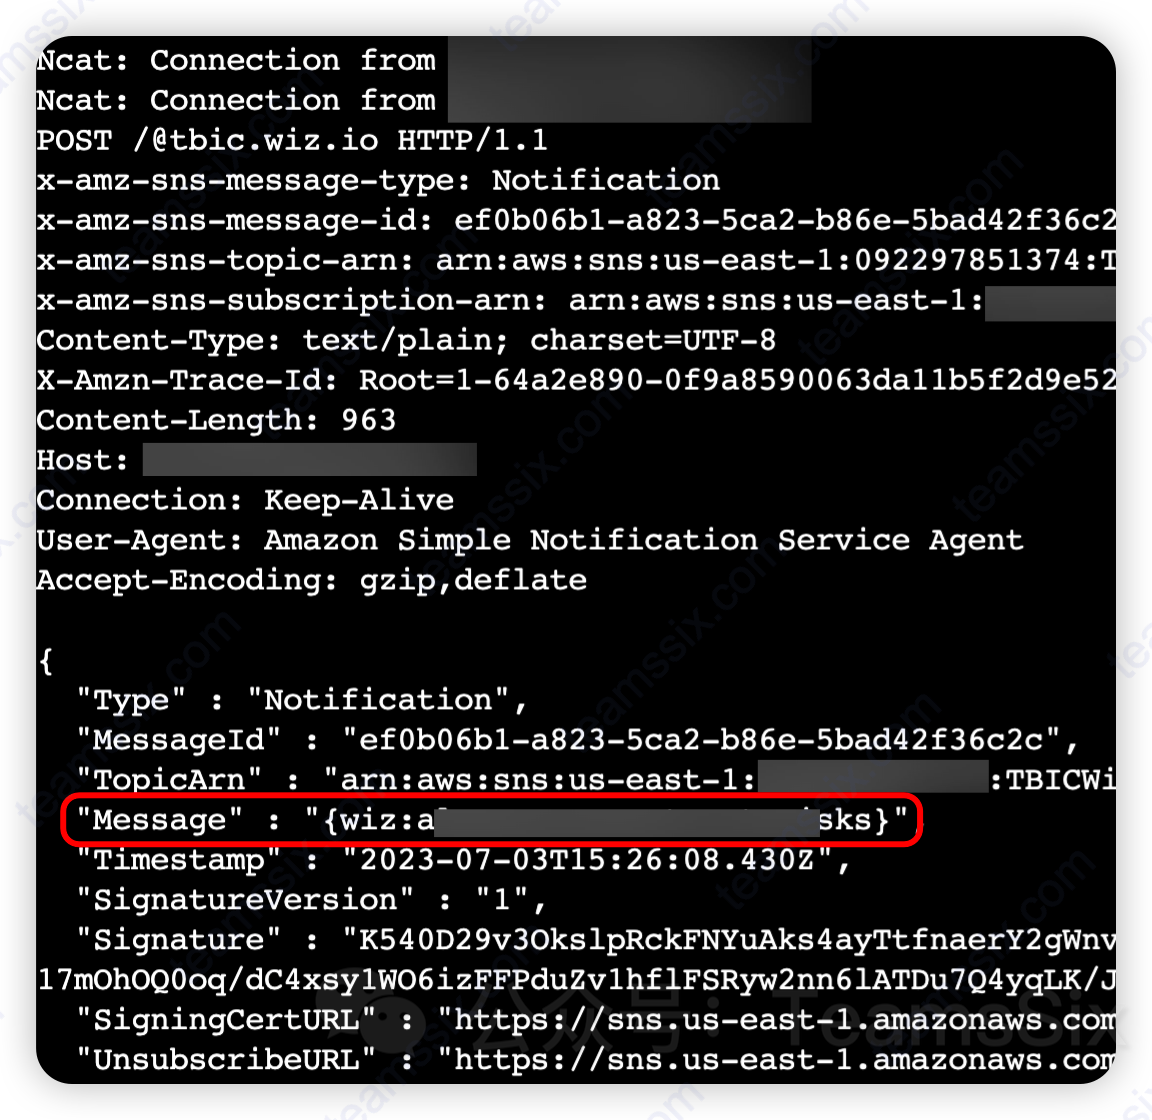 Ncat: Connection from
Ncat: Connection from
POST /@tbic.wiz.io HTTP/1.1
x-amz-sns-message-type: Notification
x-amz-sns-message-id: ef0b06b1-a823-5ca2-b86e-5bad42f36c2
x-amz-sns-topic-arn: arn:aws:sns:us-east-1:092297851374:T
x-amz-sns-subscription-arn: arn:aws:sns:us-east-1:
Content-Type: text/plain; charset=UTF-8
X-Amzn-Trace-Id: Root=1-64a2e890-0f9a8590063da11b5f2d9e52
Content-Length: 963
Host:
Connection: Keep-Alive
User-Agent: Amazon Simple Notification Service Agent
Accept-Encoding: gzip,deflate
{
"Type" : "Notification",
"MessageId" : "ef0b06b1-a823-5ca2-b86e-5bad42f36c2c",
"TopicArn" : "arn:aws:sns:us-east-1: :TBICWi
"Message" : "{wiz:a sks}"
"Timestamp" : "2023-07-03T15:26:08.430Z",
"SignatureVersion" : "1",
"Signature" : "K540D29v3OkslpRckFNYuAks4ayTtfnaerY2gWnv
17mOhOQ0oq/dC4xsy1WO6izFFPduZv1hflFSRyw2nn6lATDu7Q4yqLK/J
"SigningCertURL" : "https://sns.us-east-1.amazonaws.com
"UnsubscribeURL" : "https://sns.us-east-1.amazonaws.com
公众号: TeamsSix
teamssix.com